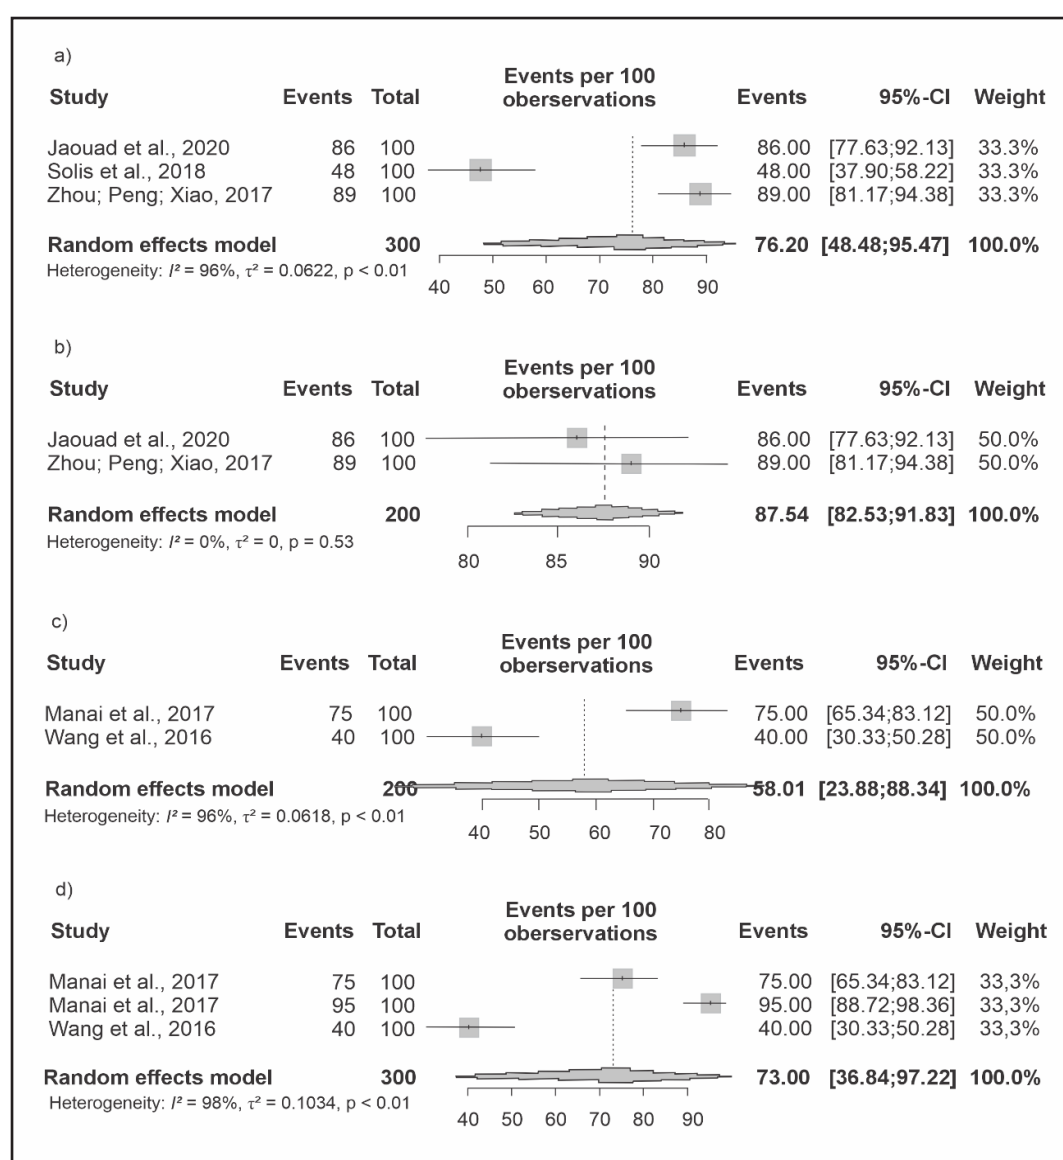 a)
Events per 100
Study Events Total oberservations Events 95%-CI Weight
Jaouad et al., 2020 86 100 86.00 [77.63;92.13] 33.3%
Solis et al., 2018 48 100 48.00 [37.90;58.22] 33.3%
Zhou; Peng; Xiao, 2017 89 100 89.00 [81.17;94.38] 33.3%
Random effects model 300 76.20 [48.48;95.47] 100.0%
Heterogeneity: I² = 96%, τ² = 0.0622, p < 0.01
40 50 60 70 80 90
b)
Events per 100
Study Events Total oberservations Events 95%-CI Weight
Jaouad et al., 2020 86 100 86.00 [77.63;92.13] 50.0%
Zhou; Peng; Xiao, 2017 89 100 89.00 [81.17;94.38] 50.0%
Random effects model 200 87.54 [82.53;91.83] 100.0%
Heterogeneity: I² = 0%, τ² = 0, p = 0.53
80 85 90
c)
Events per 100
Study Events Total oberservations Events 95%-CI Weight
Manai et al., 2017 75 100 75.00 [65.34;83.12] 50.0%
Wang et al., 2016 40 100 40.00 [30.33;50.28] 50.0%
Random effects model 200 58.01 [23.88;88.34] 100.0%
Heterogeneity: I² = 96%, τ² = 0.0618, p < 0.01
40 50 60 70 80
d)
Events per 100
Study Events Total oberservations Events 95%-CI Weight
Manai et al., 2017 75 100 75.00 [65.34;83.12] 33,3%
Manai et al., 2017 95 100 95.00 [88.72;98.36] 33,3%
Wang et al., 2016 40 100 40.00 [30.33;50.28] 33,3%
Random effects model 300 73.00 [36.84;97.22] 100.0%
Heterogeneity: I² = 98%, τ² = 0.1034, p < 0.01
40 50 60 70 80 90